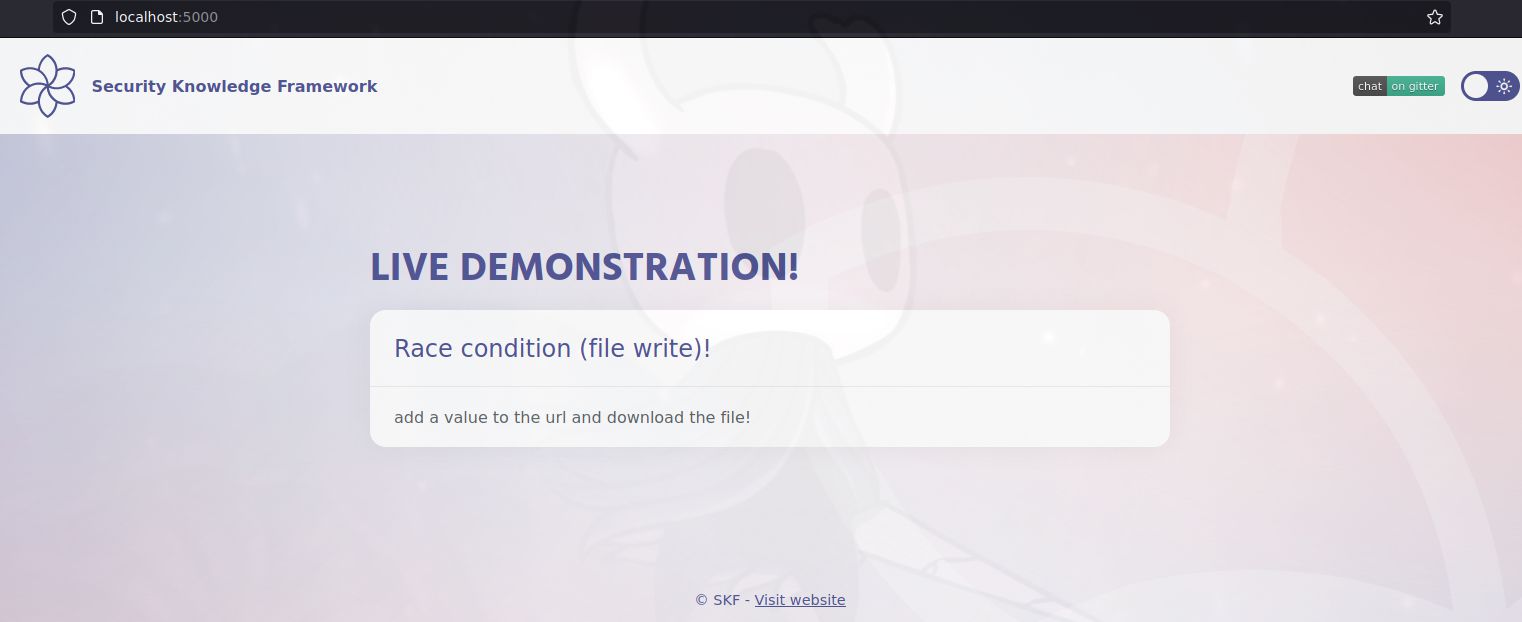 localhost:5000
Security Knowledge Framework
chat on gitter
LIVE DEMONSTRATION!
Race condition (file write)!
add a value to the url and download the file!
© SKF - Visit website